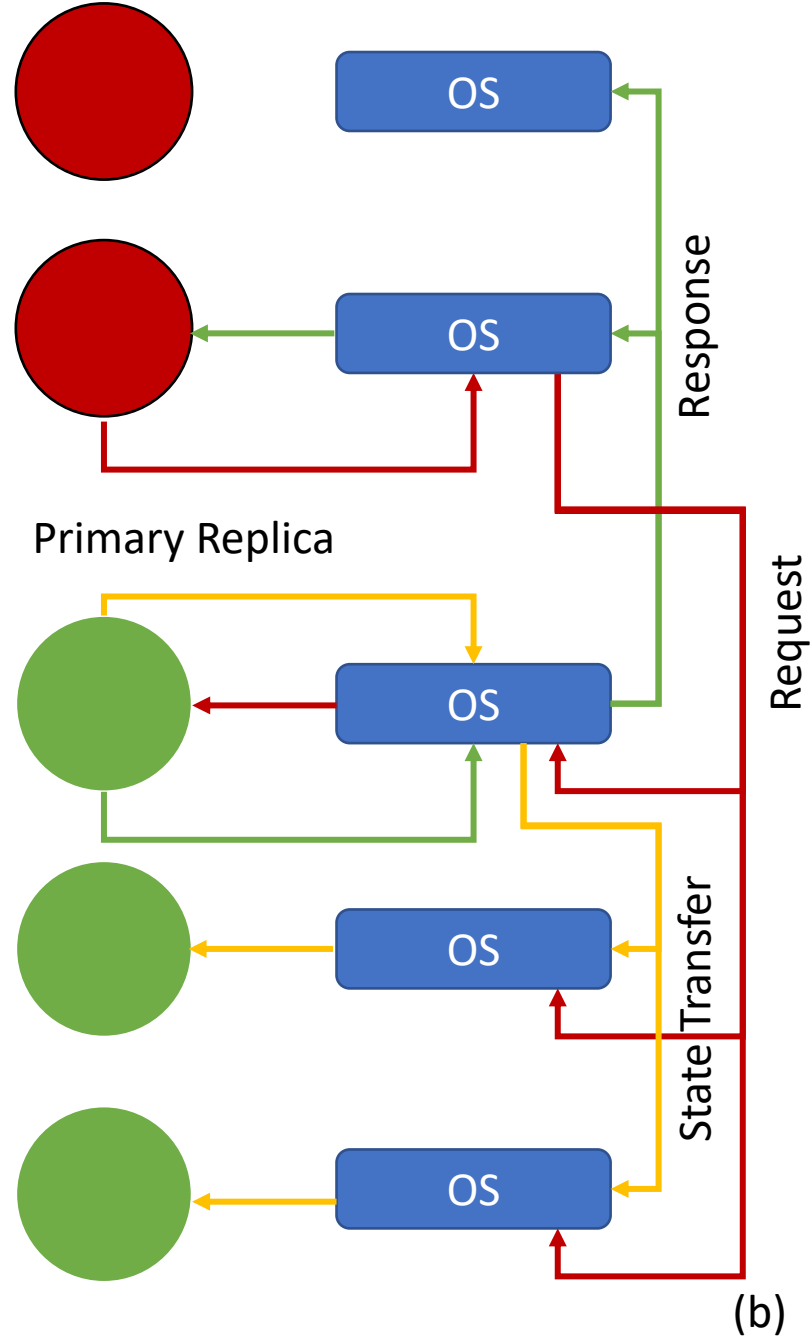 OS
OS
Response
Primary Replica
Request
OS
OS
State Transfer
OS
(b)